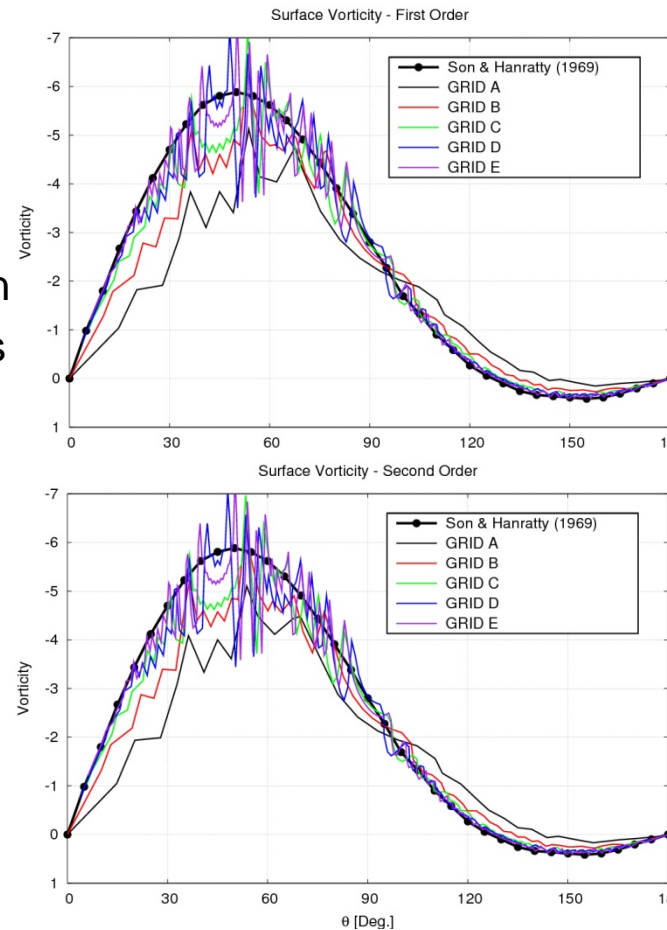 Surface Vorticity - First Order
-7
-6
-5
-4
-3
-2
-1
0
1
Vorticity
Son & Hanratty (1969)
GRID A
GRID B
GRID C
GRID D
GRID E
0
30
60
90
120
150
Surface Vorticity - Second Order
-7
-6
-5
-4
-3
-2
-1
0
1
Vorticity
Son & Hanratty (1969)
GRID A
GRID B
GRID C
GRID D
GRID E
0
30
60
90
120
150
θ [Deg.]